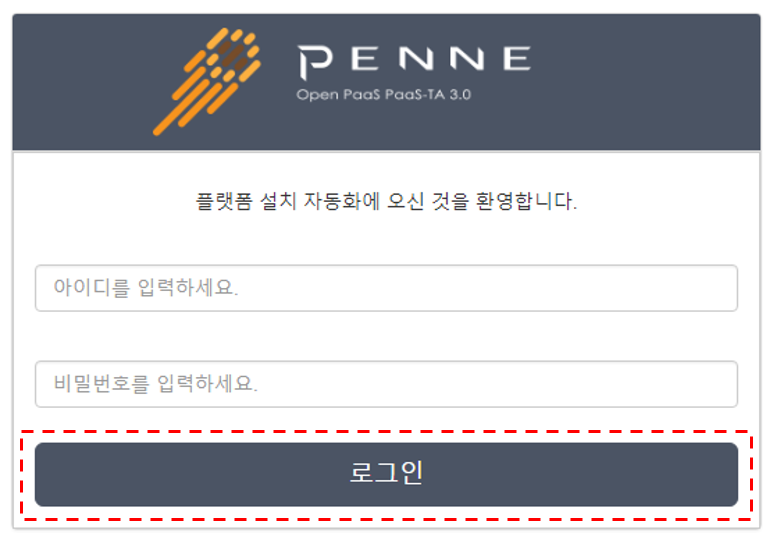 PENNE
Open PaaS PaaS-TA 3.0
플랫폼 설치 자동화에 오신 것을 환영합니다.
아이디를 입력하세요.
비밀번호를 입력하세요.
로그인